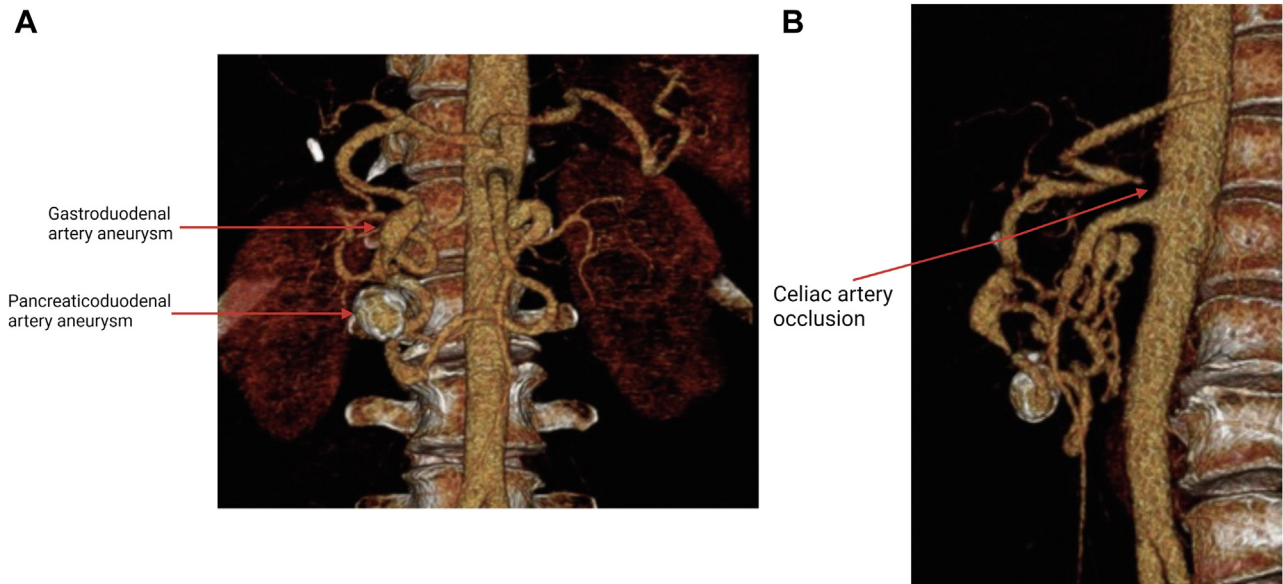 A
B
Gastroduodenal
artery aneurysm
Pancreaticoduodenal
artery aneurysm
Celiac artery
occlusion